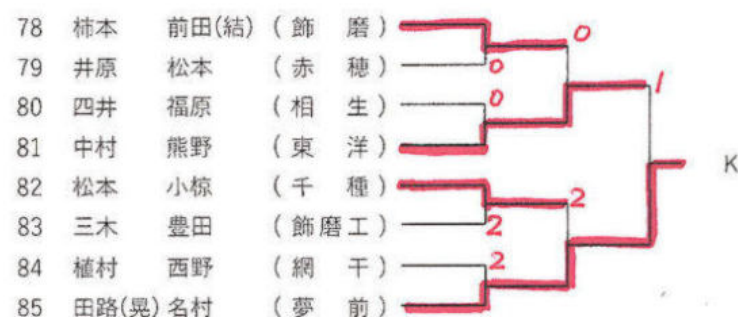 78 柿本 前田(結) (飾 磨) 0
79 井原 松本 (赤 穂) 0
80 四井 福原 (相 生) 0 1
81 中村 熊野 (東 洋)
K
82 松本 小椋 (千 種) 2
83 三木 豊田 (飾磨工) 2
84 植村 西野 (網 干) 2
85 田路(晃) 名村 (夢 前)